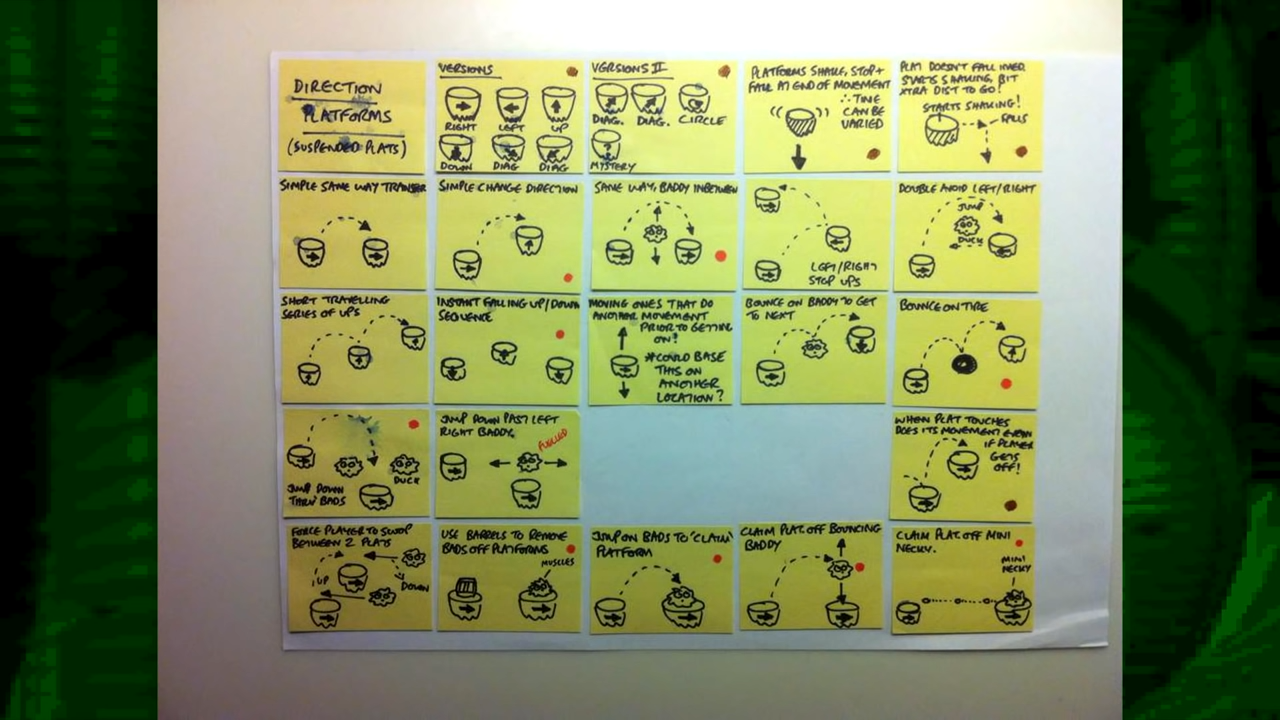 DIRECTION
PLATFORMS
(SUSPENDED PLATS)
VERSIONS
RIGHT LEFT UP
DOWN DIAG DIAG
VERSIONS II
DIAG. DIAG. CIRCLE
?
MYSTERY
PLATFORMS SHAKE, STOP +
FALL AT END OF MOVEMENT
∴ TIME
CAN BE
VARIED
PLAT DOESN'T FALL WHEN
STARTS SHAKING, BIT
XTRA DIST TO GO!
STARTS SHAKING!
FALLS
SIMPLE SAME WAY TRANSFER
SIMPLE CHANGE DIRECTION
SAME WAY, BADDY INBETWEEN
LEFT/RIGHT
STOP UPS
DOUBLE AVOID LEFT/RIGHT
JUMP
DUCK
SHORT TRAVELLING
SERIES OF UPS
INSTANT FALLING UP/DOWN
SEQUENCE
MOVING ONES THAT DO
ANOTHER MOVEMENT
PRIOR TO GETTING
ON?
*COULD BASE
THIS ON
ANOTHER
LOCATION?
BOUNCE ON BADDY TO GET
TO NEXT
BOUNCE ON TIRE
DUCK
JUMP DOWN
THRU' BADS
JUMP DOWN PAST LEFT
RIGHT BADDY.
WHEN PLAT TOUCHED
DOES ITS MOVEMENT EVEN
IF PLAYER
GETS
OFF!
FORCE PLAYER TO SWOP
BETWEEN 2 PLATS
UP
DOWN
USE BARRELS TO REMOVE
BADS OFF PLATFORMS
MUSCLES
JUMP ON BADS TO 'CLAIM'
PLATFORM
CLAIM PLAT. OFF BOUNCING
BADDY
CLAIM PLAT. OFF MINI
NECKY.
MINI
NECKY